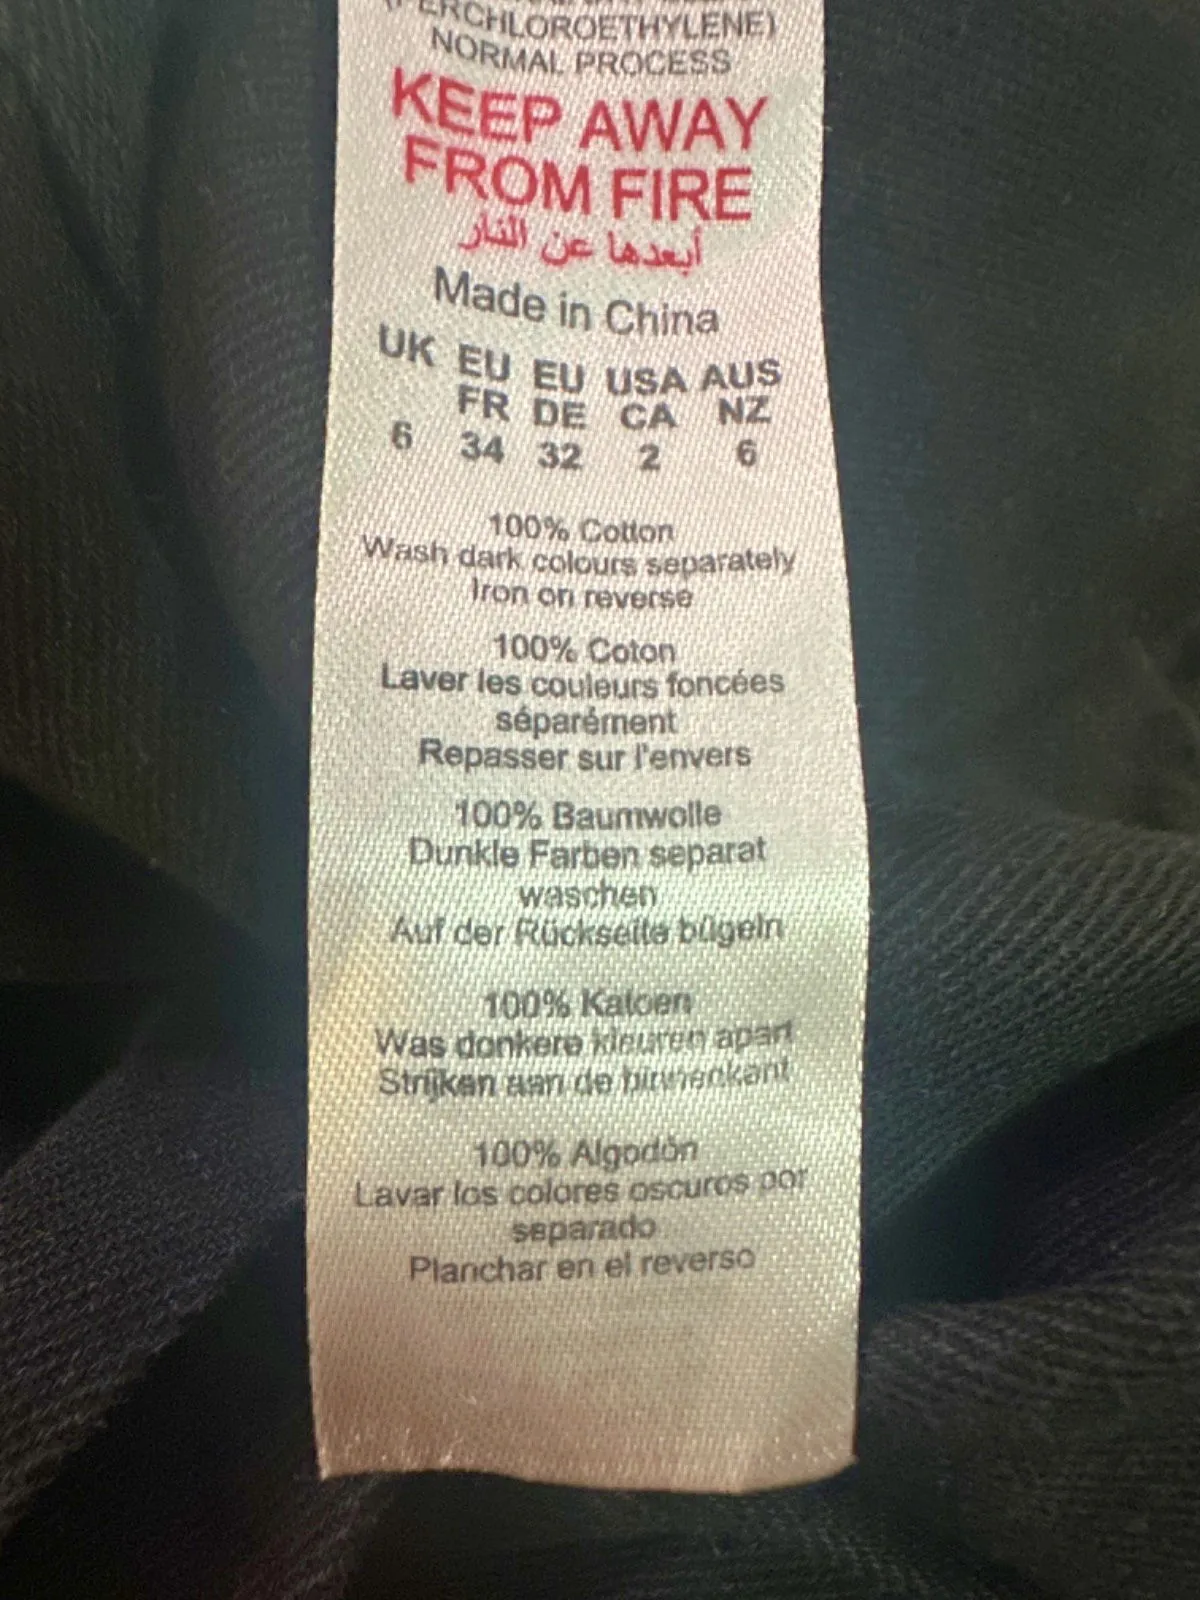 (PERCHLOROETHYLENE)
NORMAL PROCESS
KEEP AWAY
FROM FIRE
أبعدها عن النار
Made in China
UK EU EU USA AUS
FR DE CA NZ
6 34 32 2 6
100% Cotton
Wash dark colours separately
Iron on reverse
100% Coton
Laver les couleurs foncées
séparément
Repasser sur l'envers
100% Baumwolle
Dunkle Farben separat
waschen
Auf der Rückseite bügeln
100% Katoen
Was donkere kleuren apart
Strijken aan de binnenkant
100% Algodón
Lavar los colores oscuros por
separado
Planchar en el reverso